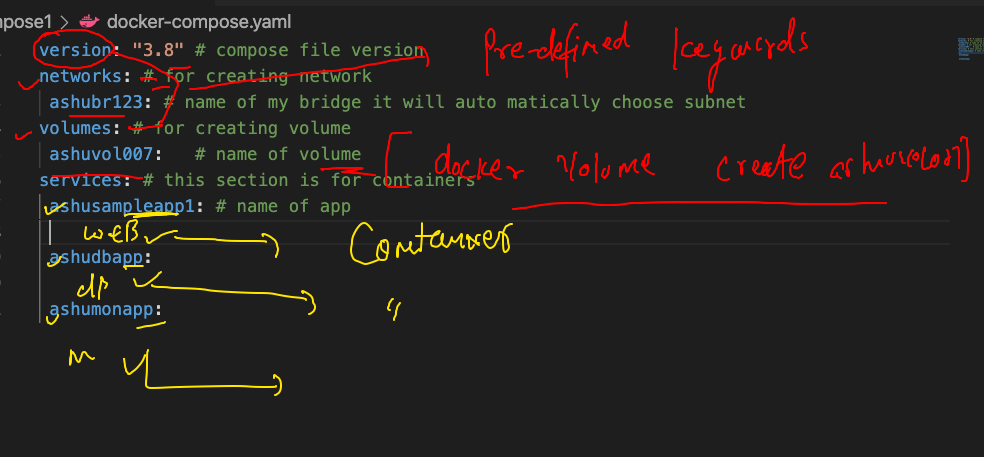 mpose1 > docker-compose.yaml
version: "3.8" # compose file version
Pre-defined keywords
networks: # for creating network
ashubr123: # name of my bridge it will auto matically choose subnet
volumes: # for creating volume
ashuvol007: # name of volume
[docker volume create ashuvol007]
services: # this section is for containers
ashusampleapp1: # name of app
WEB
Container
ashudbapp:
db
"
ashumonapp:
m